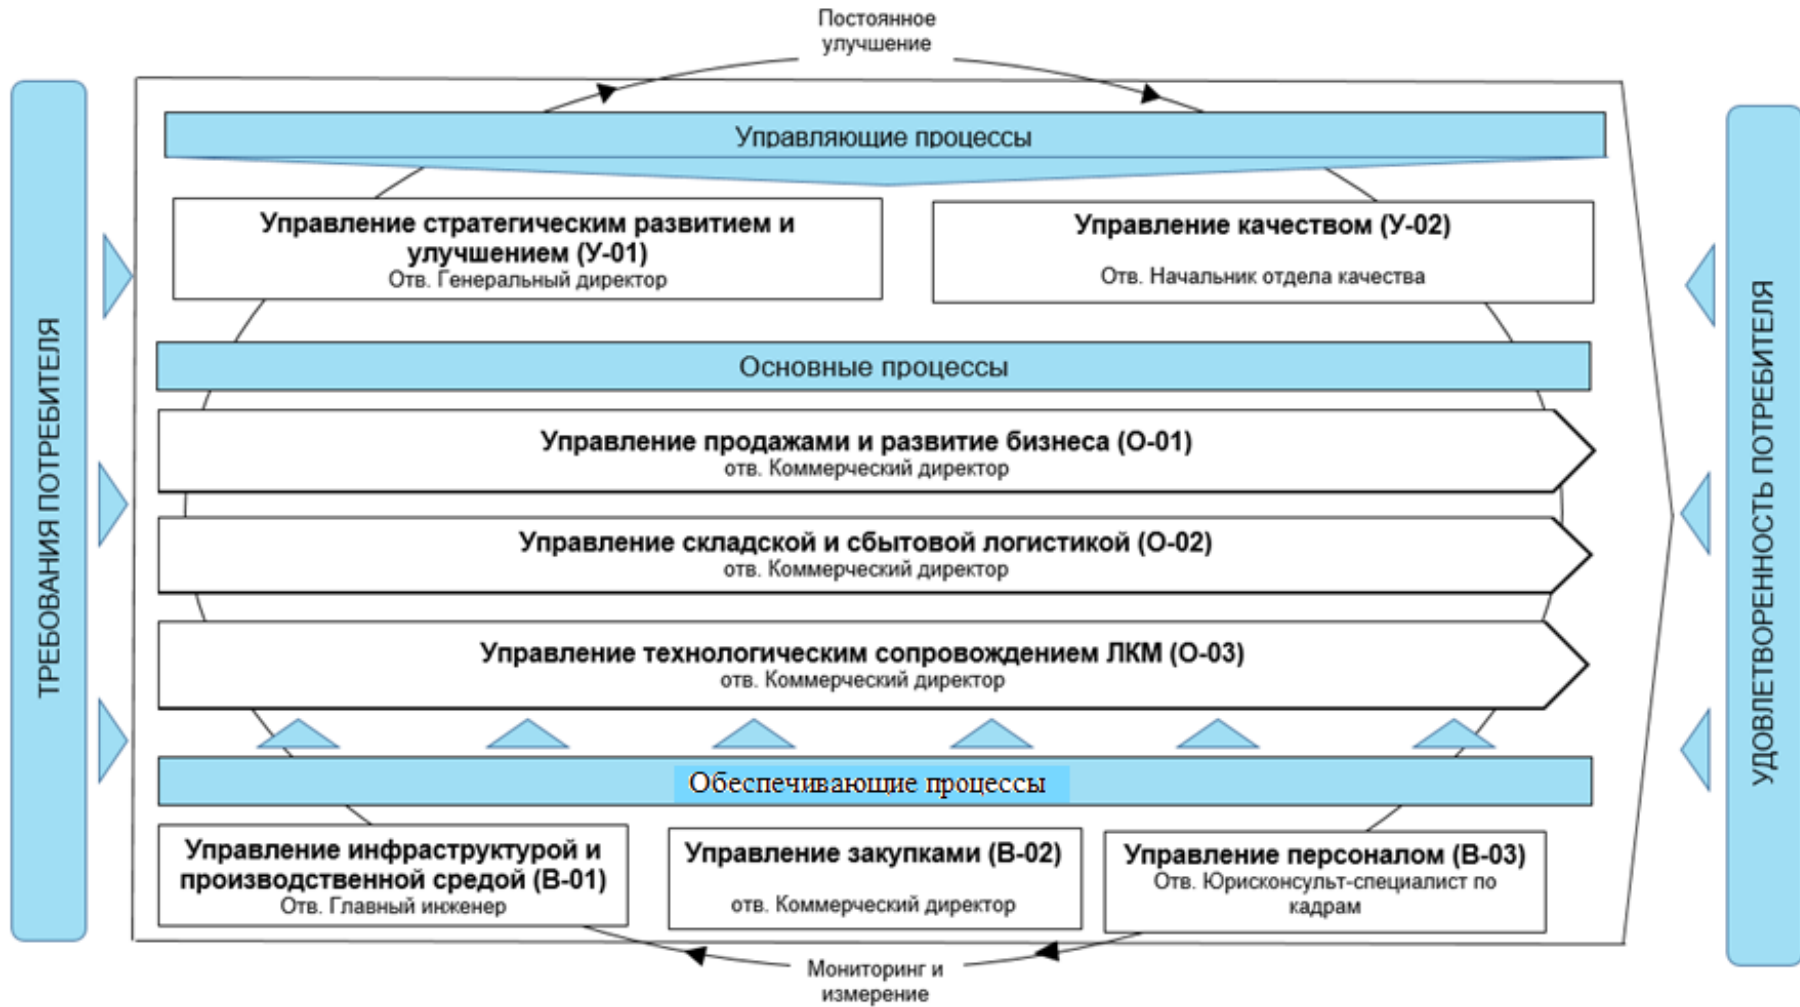 Постоянное
улучшение
Управляющие процессы
Управление стратегическим развитием и
улучшением (У-01)
Отв. Генеральный директор
Управление качеством (У-02)
Отв. Начальник отдела качества
ТРЕБОВАНИЯ ПОТРЕБИТЕЛЯ
Основные процессы
Управление продажами и развитие бизнеса (О-01)
отв. Коммерческий директор
Управление складской и сбытовой логистикой (О-02)
отв. Коммерческий директор
Управление технологическим сопровождением ЛКМ (О-03)
отв. Коммерческий директор
УДОВЛЕТВОРЕННОСТЬ ПОТРЕБИТЕЛЯ
Обеспечивающие процессы
Управление инфраструктурой и
производственной средой (В-01)
Отв. Главный инженер
Управление закупками (В-02)
отв. Коммерческий директор
Управление персоналом (В-03)
Отв. Юрисконсульт-специалист по
кадрам
Мониторинг и
измерение